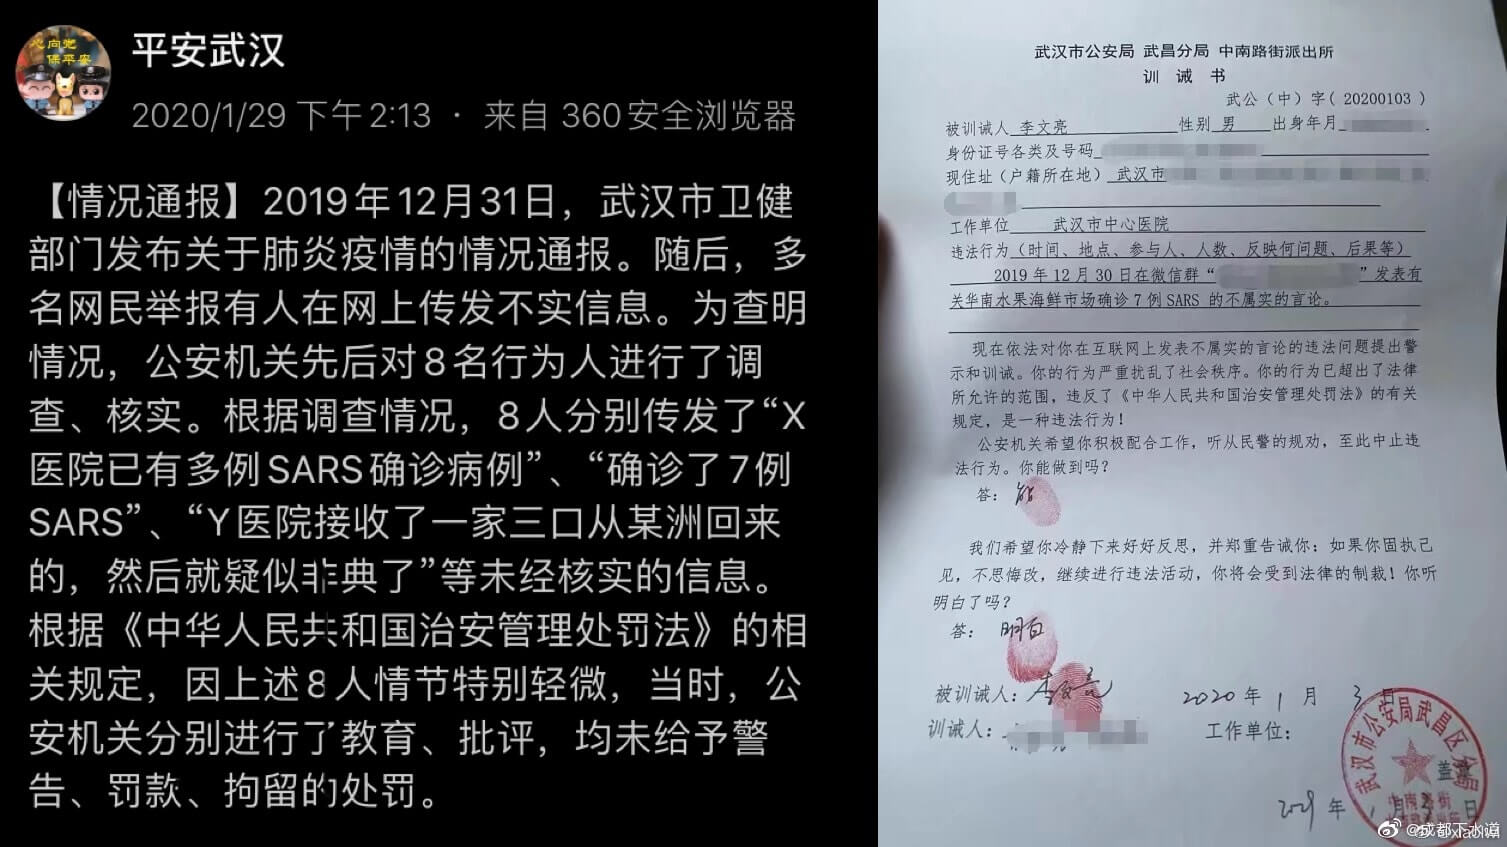 心向党
保平安
平安武汉
2020/1/29 下午2:13 · 来自 360安全浏览器
【情况通报】2019年12月31日，武汉市卫健
部门发布关于肺炎疫情的情况通报。随后，多
名网民举报有人在网上传发不实信息。为查明
情况，公安机关先后对8名行为人进行了调
查、核实。根据调查情况，8人分别传发了“X
医院已有多例SARS确诊病例”、“确诊了7例
SARS”、“Y医院接收了一家三口从某洲回来
的，然后就疑似非典了”等未经核实的信息。
根据《中华人民共和国治安管理处罚法》的相
关规定，因上述8人情节特别轻微，当时，公
安机关分别进行了教育、批评，均未给予警
告、罚款、拘留的处罚。
武汉市公安局 武昌分局 中南路街派出所
训 诫 书
武公（中）字（20200103）
被训诫人 李文亮 性别 男 出身年月
身份证号各类及号码
现住址（户籍所在地） 武汉市
工作单位 武汉市中心医院
违法行为（时间、地点、参与人、人数、反映何问题、后果等）
2019年12月30日在微信群“ ”发表有
关华南水果海鲜市场确诊7例SARS 的不属实的言论。
现在依法对你在互联网上发表不属实的言论的违法问题提出警
示和训诫。你的行为严重扰乱了社会秩序。你的行为已超出了法律
所允许的范围，违反了《中华人民共和国治安管理处罚法》的有关
规定，是一种违法行为！
公安机关希望你积极配合工作，听从民警的规劝，至此中止违
法行为。你能做到吗？
答：能
我们希望你冷静下来好好反思，并郑重告诫你：如果你固执己
见，不思悔改，继续进行违法活动，你将会受到法律的制裁！你听
明白了吗？
答：明白
被训诫人：李文亮 2020年1月3日
训诫人： 工作单位：
武汉市公安局武昌区分局
中南路街
盖章
年1月3日
@成都下水道